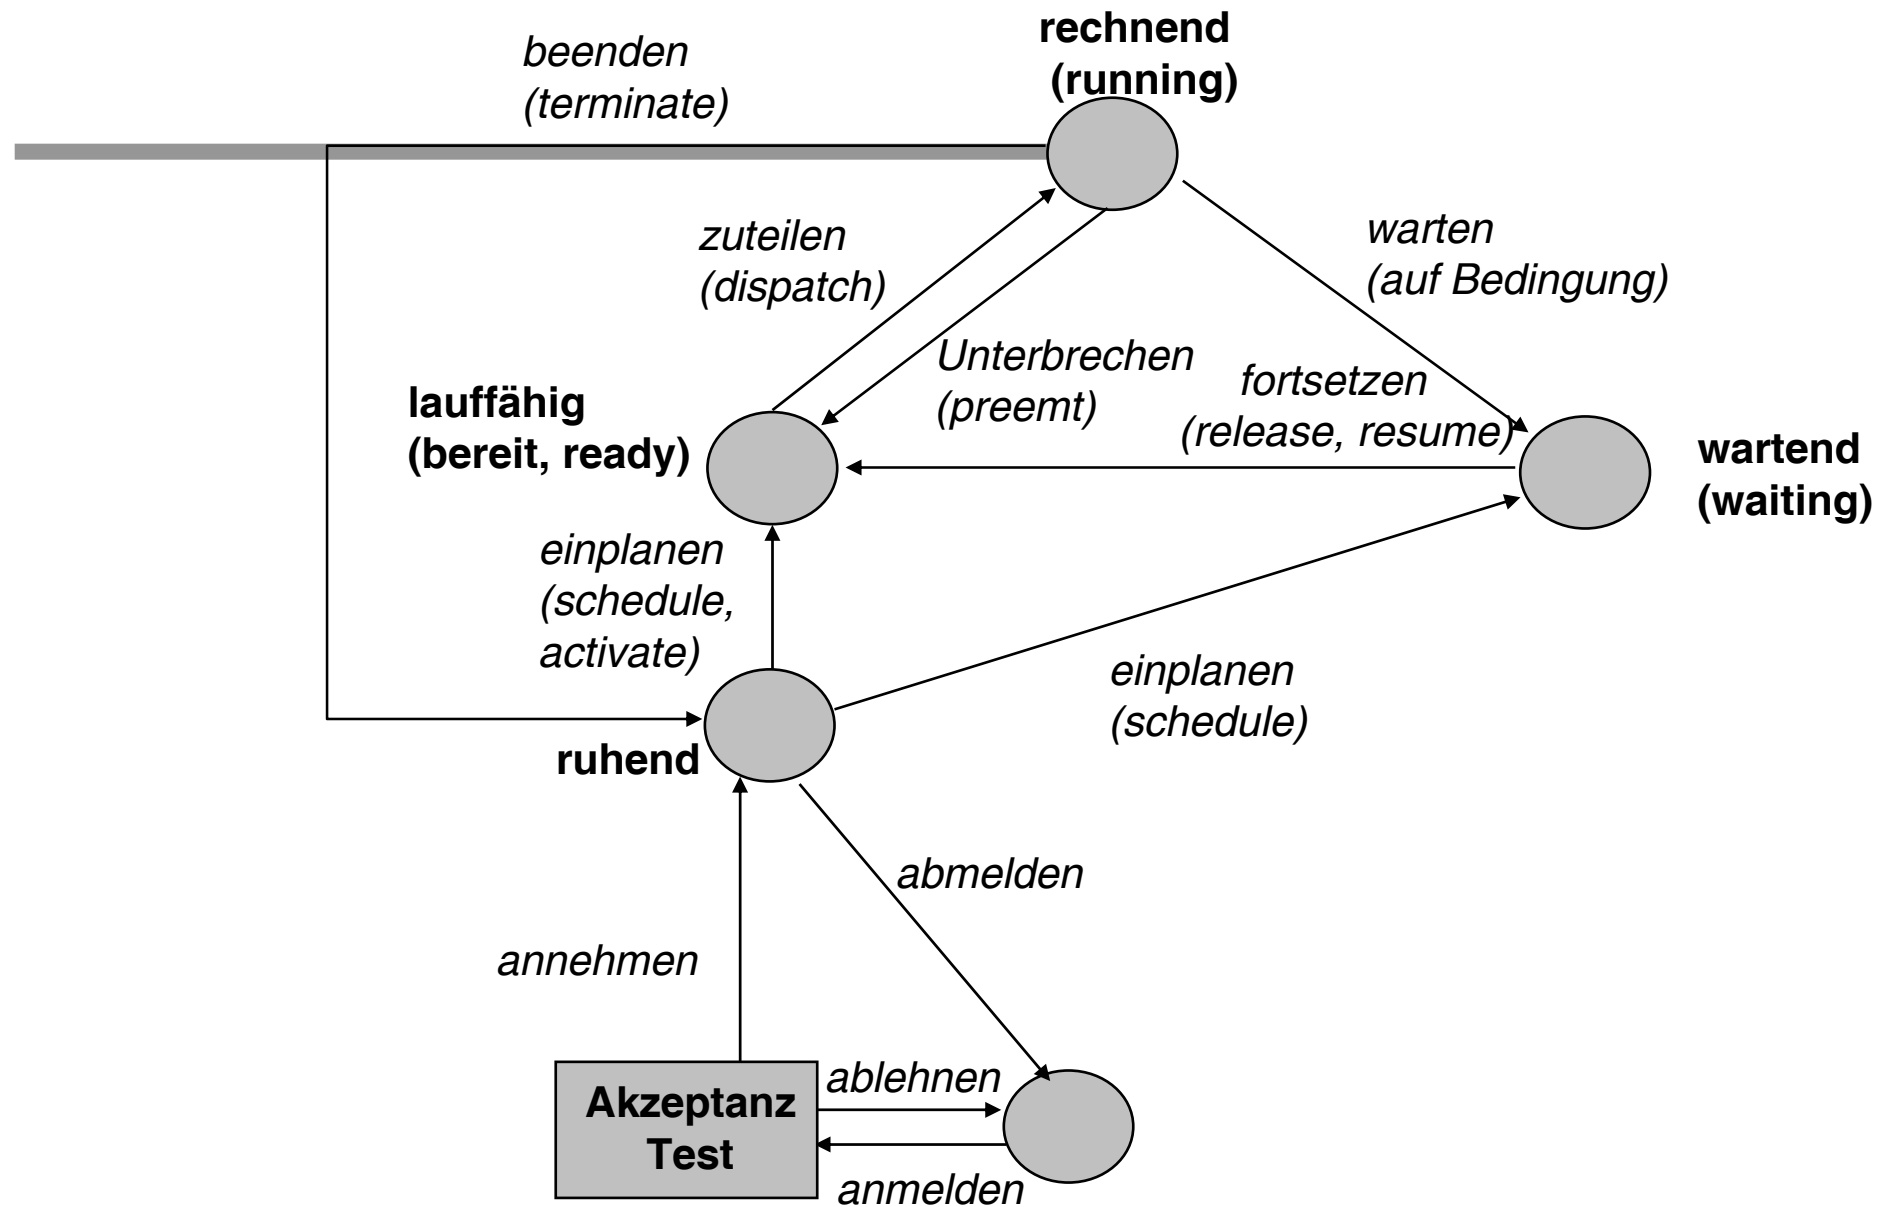 rechnend
(running)
beenden
(terminate)
zuteilen
(dispatch)
warten
(auf Bedingung)
Unterbrechen
(preemt)
fortsetzen
(release, resume)
lauffähig
(bereit, ready)
wartend
(waiting)
einplanen
(schedule,
activate)
einplanen
(schedule)
ruhend
abmelden
annehmen
Akzeptanz
Test
ablehnen
anmelden